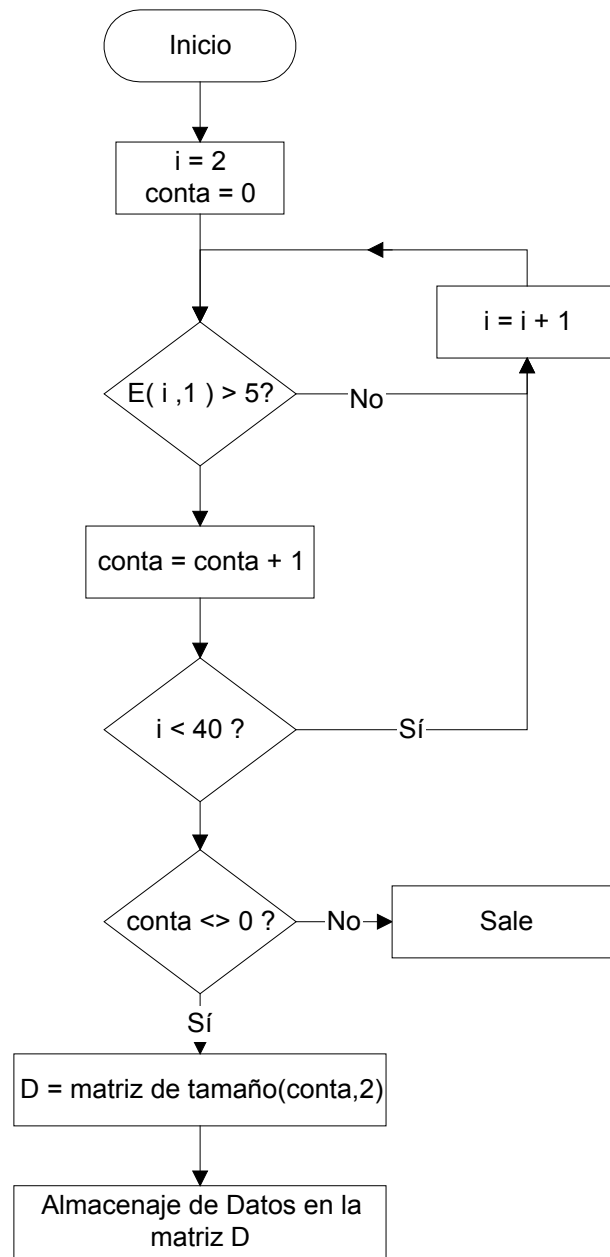 Inicio
i = 2
conta = 0
i = i + 1
E( i ,1 ) > 5?
No
conta = conta + 1
i < 40 ?
Sí
conta <> 0 ?
No
Sale
Sí
D = matriz de tamaño(conta,2)
Almacenaje de Datos en la
matriz D